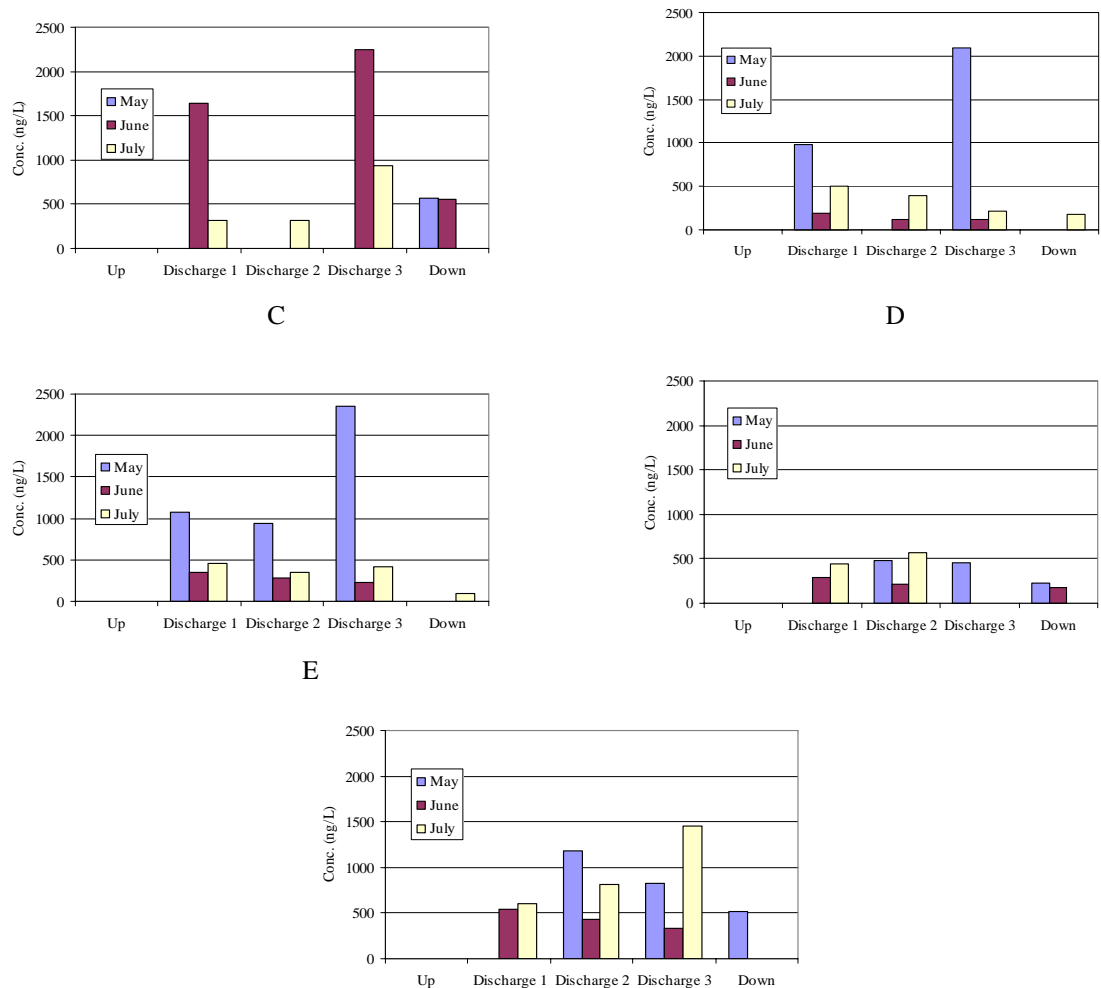 2500
2000
1500
1000
500
0
Conc. (ng/L)
May
June
July
Up Discharge 1 Discharge 2 Discharge 3 Down
C
2500
2000
1500
1000
500
0
Conc. (ng/L)
May
June
July
Up Discharge 1 Discharge 2 Discharge 3 Down
D
2500
2000
1500
1000
500
0
Conc. (ng/L)
May
June
July
Up Discharge 1 Discharge 2 Discharge 3 Down
E
2500
2000
1500
1000
500
0
Conc. (ng/L)
May
June
July
Up Discharge 1 Discharge 2 Discharge 3 Down
2500
2000
1500
1000
500
0
Conc. (ng/L)
May
June
July
Up Discharge 1 Discharge 2 Discharge 3 Down